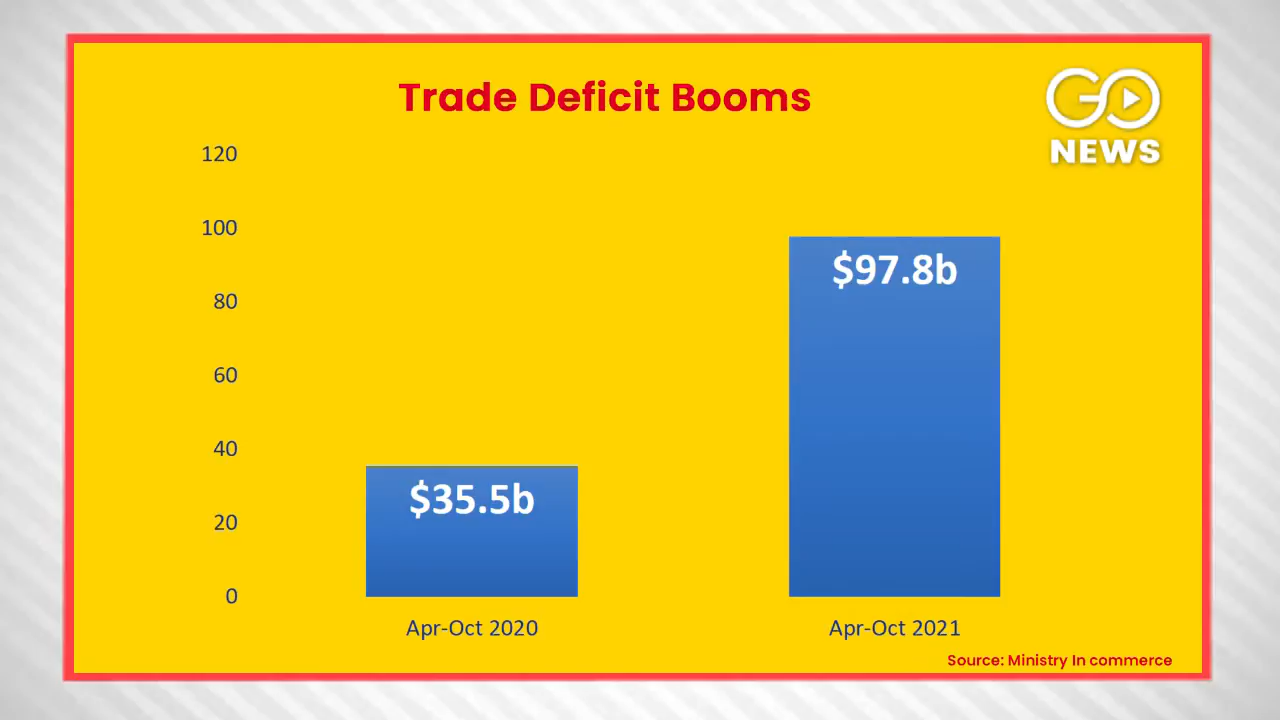 Trade Deficit Booms
GO
NEWS
120
100
80
60
40
20
0
$35.5b
$97.8b
Apr-Oct 2020
Apr-Oct 2021
Source: Ministry In commerce